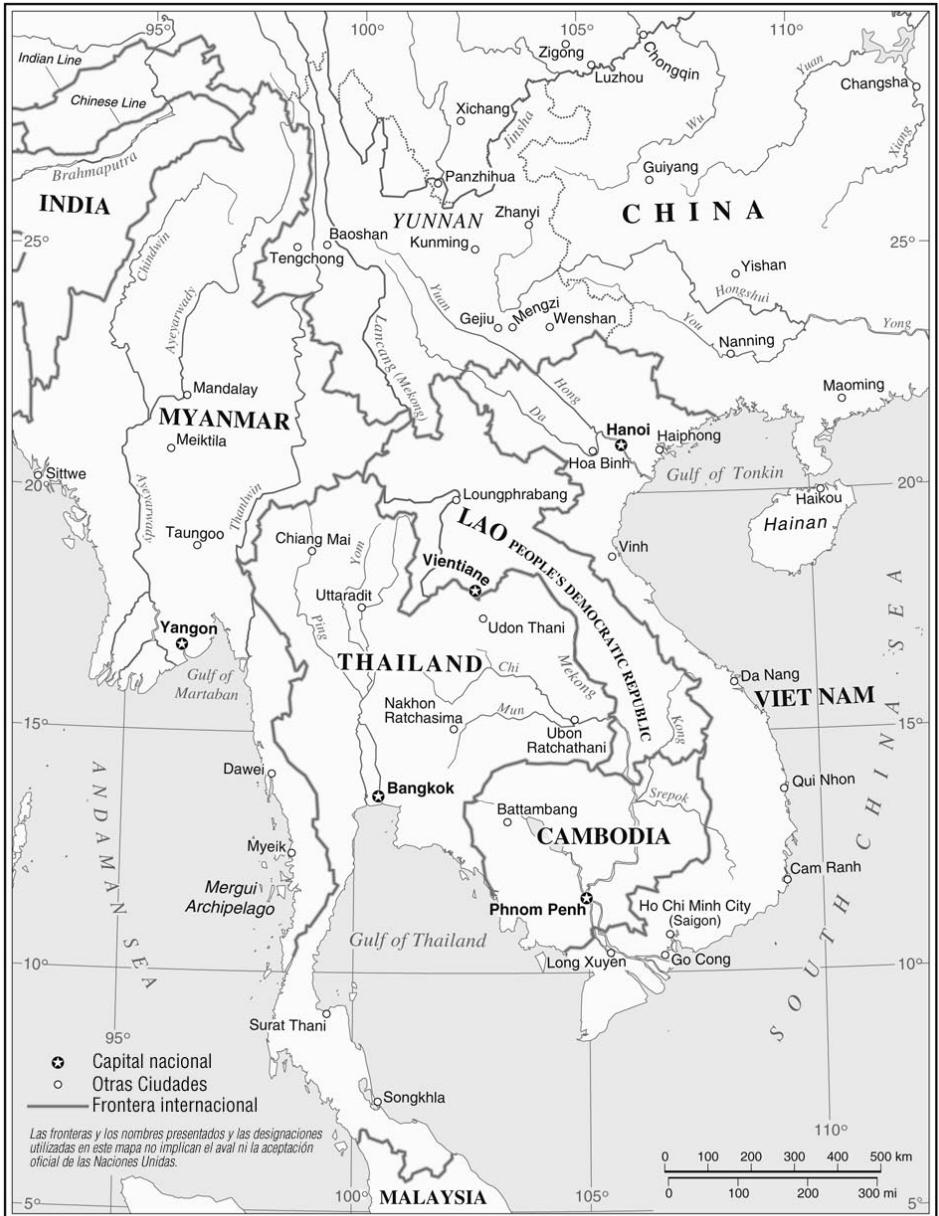 95°
100°
105°
110°
Indian Line
Chinese Line
Brahmaputra
INDIA
Zigong
Chongqin
Luzhou
Yuan
Changsha
Xichang
Jinsha
Wu
Xiang
Guiyang
Panzhihua
YUNNAN
Zhanyi
CHINA
Kunming
Baoshan
Tengchong
25°
25°
Chindwin
Ayeyarwady
Yishan
Hongshui
Yuan
Gejiu
Mengzi
Wenshan
You
Yong
Nanning
Lancang (Mekong)
Mandalay
MYANMAR
Meiktila
Maoming
Hong
Da
Hanoi
Haiphong
Hoa Binh
Gulf of Tonkin
Sittwe
20°
20°
Ayeyarwady
Thanlwin
Loungphrabang
Haikou
Hainan
Taungoo
Chiang Mai
Yom
LAO PEOPLE'S DEMOCRATIC REPUBLIC
Vinh
Vientiane
Uttaradit
Ping
Udon Thani
Yangon
THAILAND
Chi
Mekong
Gulf of
Martaban
Da Nang
VIET NAM
Nakhon
Ratchasima
Mun
Ubon
Ratchathani
Kong
15°
15°
Dawei
Bangkok
Qui Nhon
Srepok
Battambang
CAMBODIA
ANDAMAN SEA
SOUTH CHINA SEA
Myeik
Mergui
Archipelago
Cam Ranh
Phnom Penh
Ho Chi Minh City
(Saigon)
Gulf of Thailand
Long Xuyen
Go Cong
10°
10°
Surat Thani
95°
Capital nacional
Otras Ciudades
Frontera internacional
Songkhla
Las fronteras y los nombres presentados y las designaciones
utilizadas en este mapa no implican el aval ni la aceptación
oficial de las Naciones Unidas.
110°
0 100 200 300 400 500 km
0 100 200 300 mi
5°
100°
MALAYSIA
105°
5°